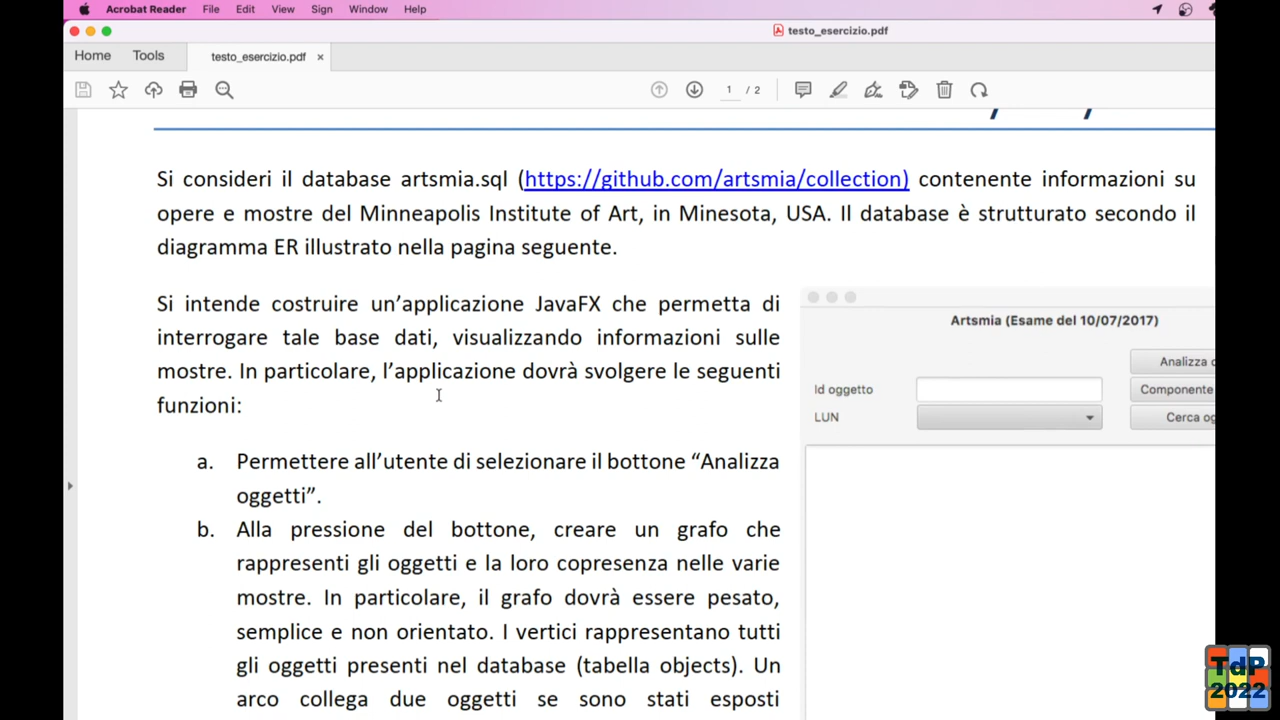 Acrobat Reader File Edit View Sign Window Help
testo_esercizio.pdf
Home Tools testo_esercizio.pdf ×
1 / 2
Si consideri il database artsmia.sql (https://github.com/artsmia/collection) contenente informazioni su
opere e mostre del Minneapolis Institute of Art, in Minesota, USA. Il database è strutturato secondo il
diagramma ER illustrato nella pagina seguente.
Si intende costruire un'applicazione JavaFX che permetta di
interrogare tale base dati, visualizzando informazioni sulle
mostre. In particolare, l'applicazione dovrà svolgere le seguenti
funzioni:
a. Permettere all'utente di selezionare il bottone "Analizza
oggetti".
b. Alla pressione del bottone, creare un grafo che
rappresenti gli oggetti e la loro copresenza nelle varie
mostre. In particolare, il grafo dovrà essere pesato,
semplice e non orientato. I vertici rappresentano tutti
gli oggetti presenti nel database (tabella objects). Un
arco collega due oggetti se sono stati esposti
Artsmia (Esame del 10/07/2017)
Analizza o
Id oggetto Componente
LUN Cerca og
TdP
2022